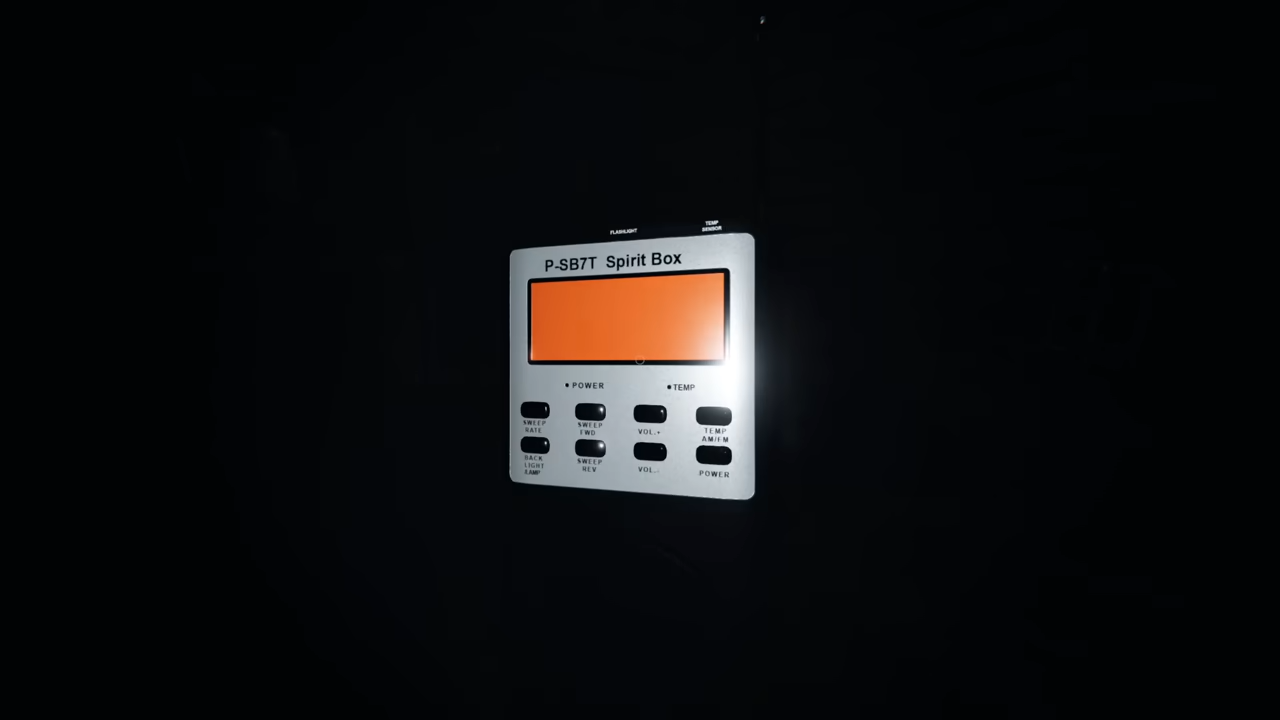 FLASHLIGHT
TEMP
SENSOR
P-SB7T Spirit Box
POWER
TEMP
SWEEP
RATE
SWEEP
FWD
VOL.+
TEMP
AM/FM
BACK
LIGHT
/LAMP
SWEEP
REV
VOL.-
POWER